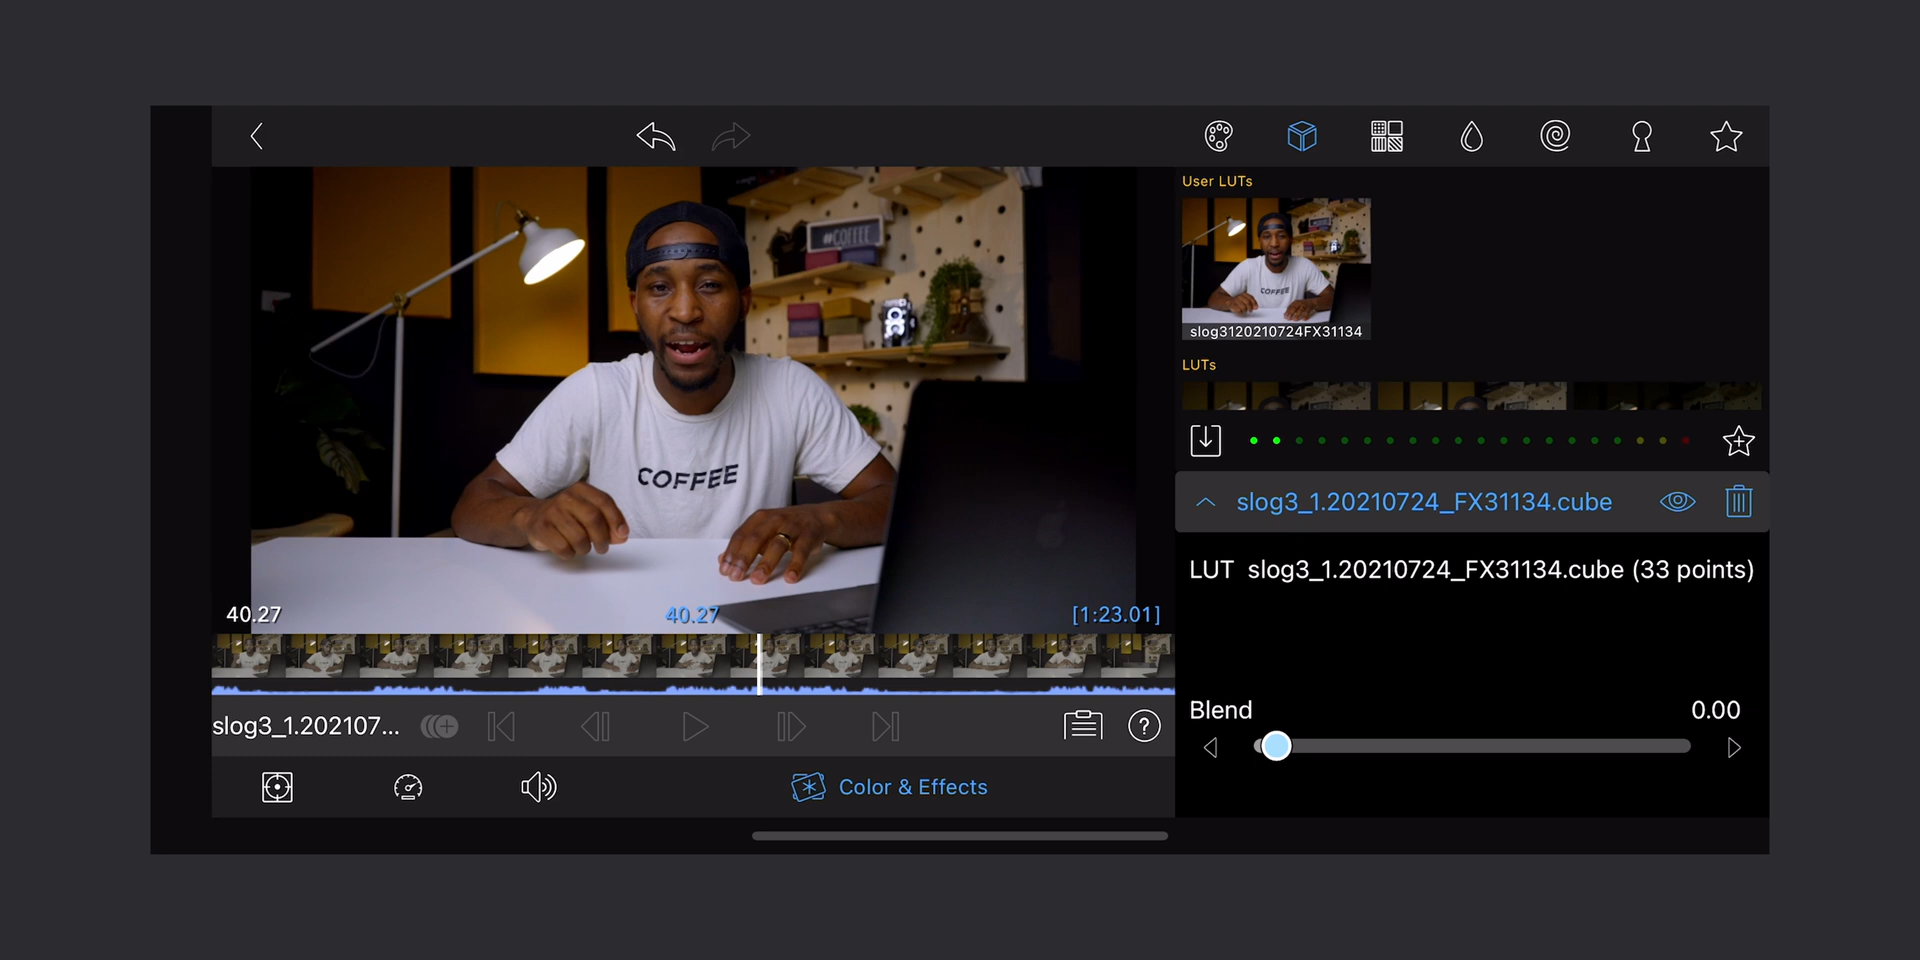 User LUTs
#COFFEE
COFFEE
COFFEE
slog3120210724FX31134
LUTs
slog3_1.20210724_FX31134.cube
LUT slog3_1.20210724_FX31134.cube (33 points)
40.27
40.27
[1:23.01]
Blend
0.00
slog3_1.202107...
?
Color & Effects